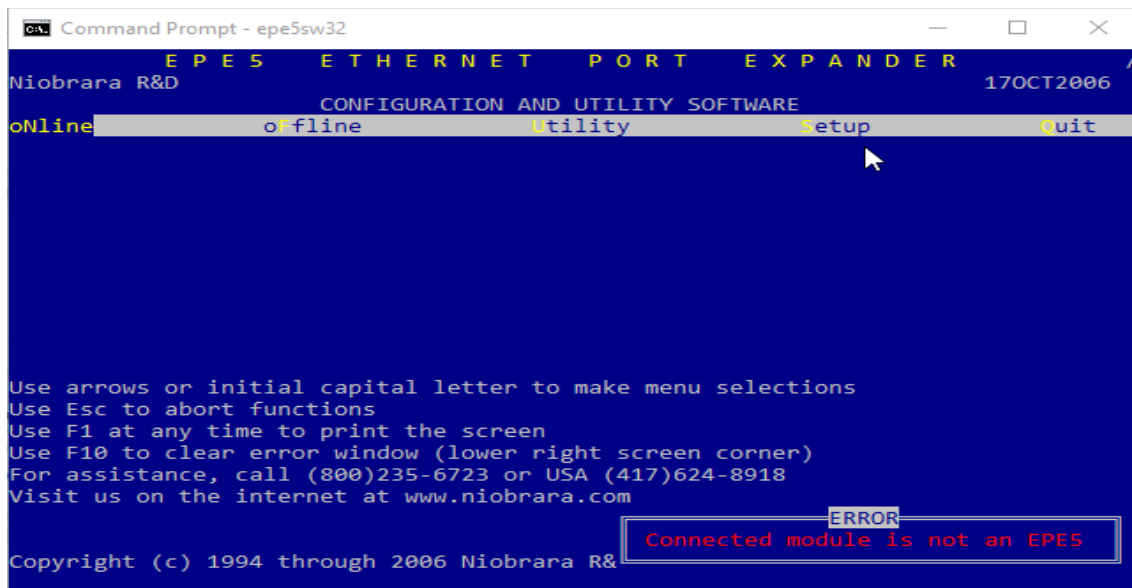 Command Prompt - epe5sw32
E P E 5 E T H E R N E T P O R T E X P A N D E R
Niobrara R&D 17OCT2006
CONFIGURATION AND UTILITY SOFTWARE
oNline oFfline Utility Setup Quit
Use arrows or initial capital letter to make menu selections
Use Esc to abort functions
Use F1 at any time to print the screen
Use F10 to clear error window (lower right screen corner)
For assistance, call (800)235-6723 or USA (417)624-8918
Visit us on the internet at www.niobrara.com
ERROR
Connected module is not an EPE5
Copyright (c) 1994 through 2006 Niobrara R&